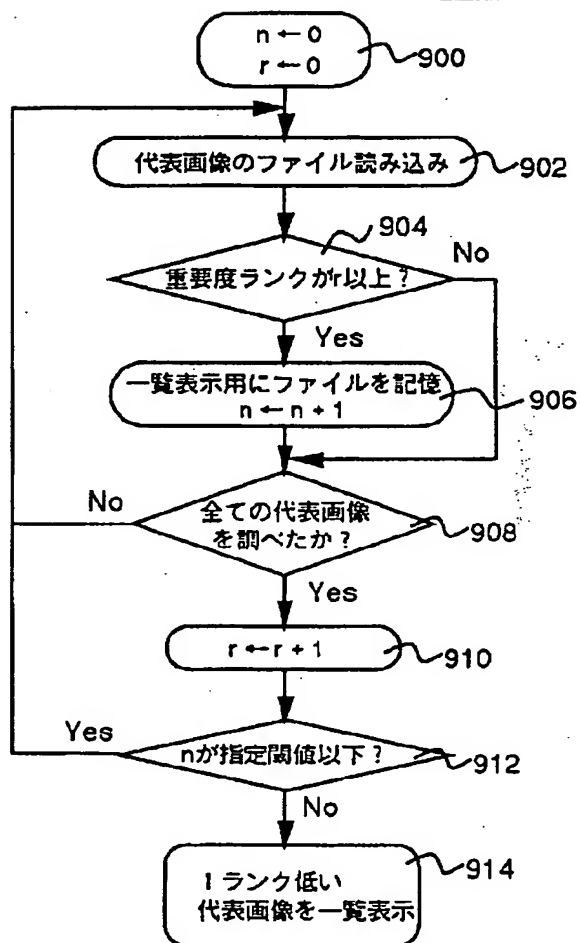 n ← 0
r ← 0
900
代表画像のファイル読み込み
902
904
重要度ランクがr以上?
No
Yes
一覧表示用にファイルを記憶
n ← n + 1
906
全ての代表画像
を調べたか?
908
No
Yes
r ← r + 1
910
nが指定閾値以下?
912
Yes
No
914
1 ランク低い
代表画像を一覧表示